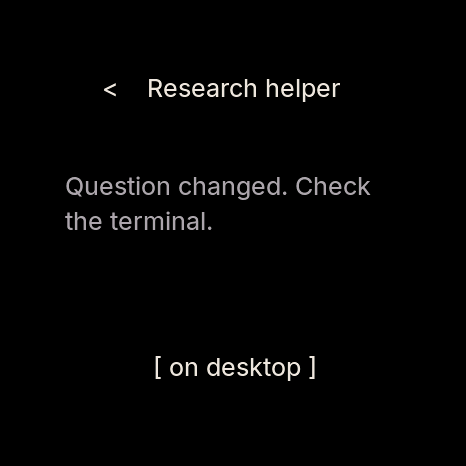 < Research helper
Question changed. Check
the terminal.
[ on desktop ]